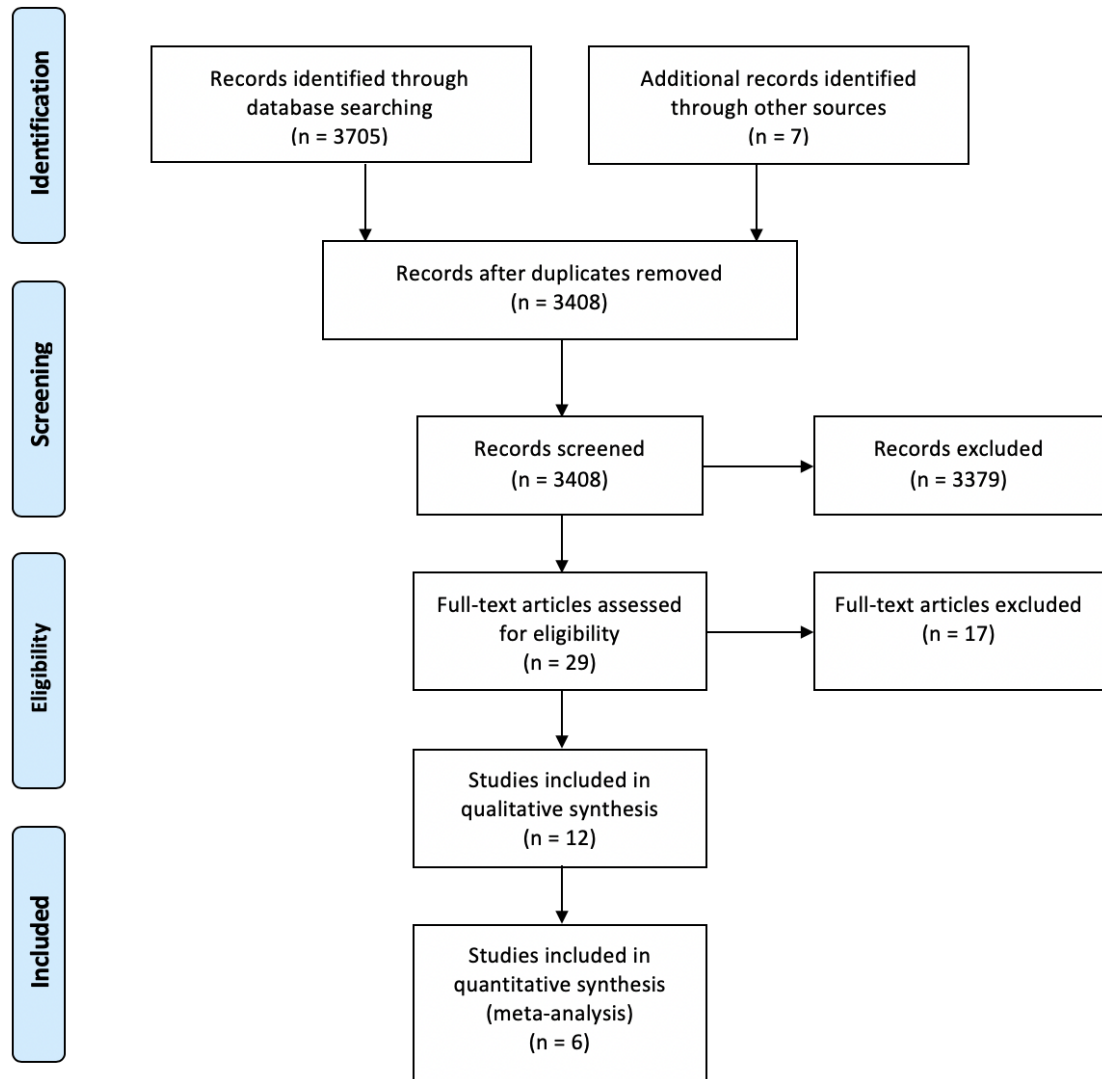 Identification
Records identified through
database searching
(n = 3705)
Additional records identified
through other sources
(n = 7)
Records after duplicates removed
(n = 3408)
Screening
Records screened
(n = 3408)
Records excluded
(n = 3379)
Eligibility
Full-text articles assessed
for eligibility
(n = 29)
Full-text articles excluded
(n = 17)
Studies included in
qualitative synthesis
(n = 12)
Included
Studies included in
quantitative synthesis
(meta-analysis)
(n = 6)